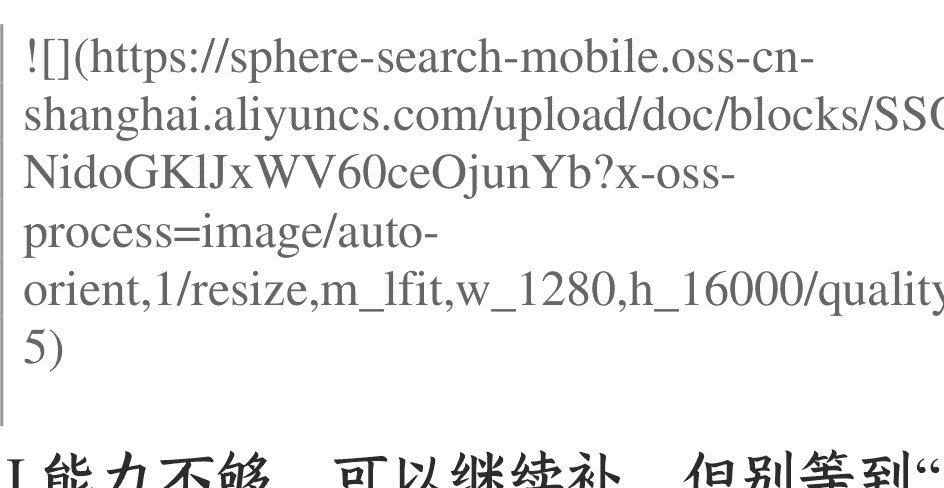 ![](https://sphere-search-mobile.oss-cn-
shanghai.aliyuncs.com/upload/doc/blocks/SSC
NidoGKlJxWV60ceOjunYb?x-oss-
process=image/auto-
orient,1/resize,m_lfit,w_1280,h_16000/quality
5)
能力不够，可以继续补，但别等到“